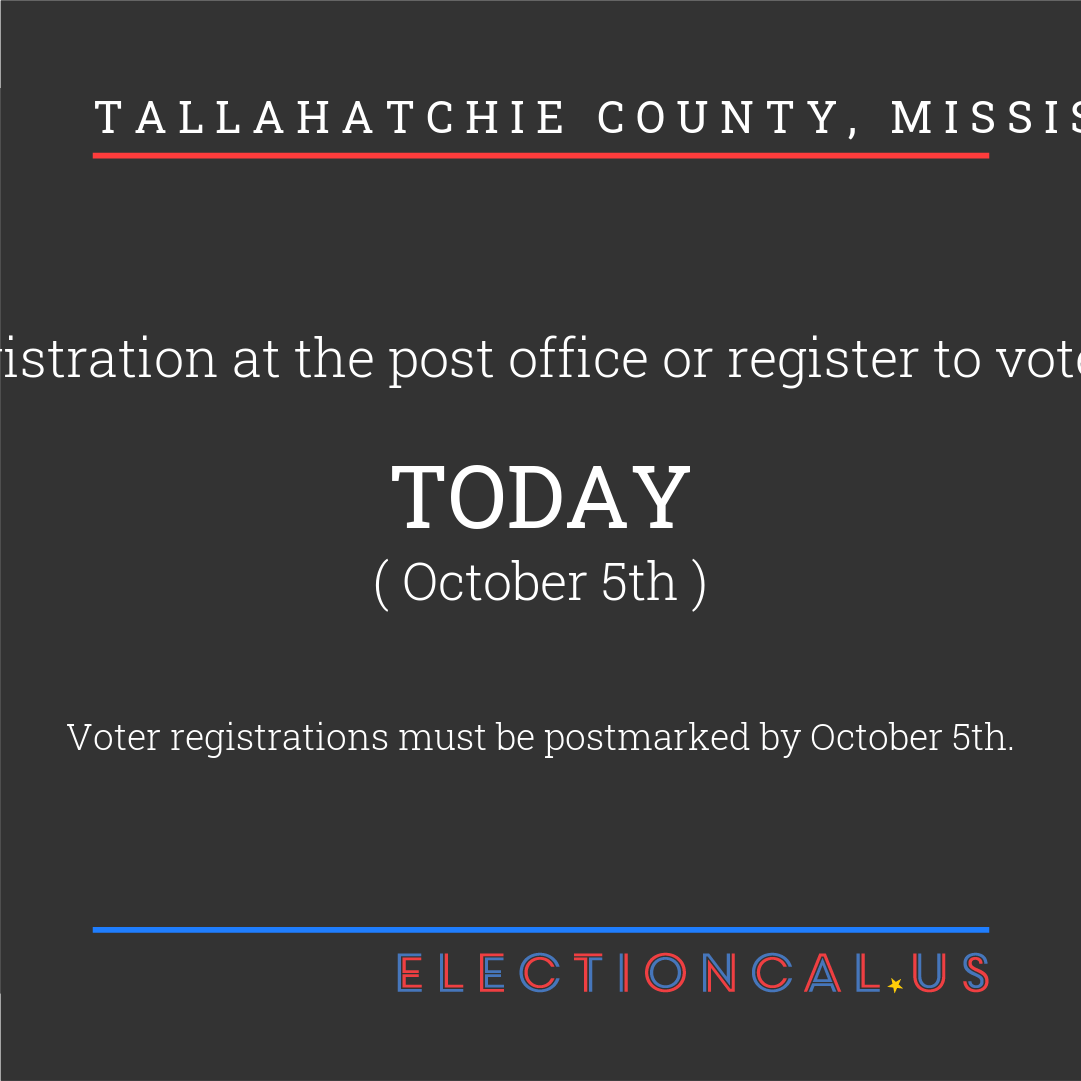 TALLAHATCHIE COUNTY, MISSIS
istration at the post office or register to vote
TODAY
( October 5th )
Voter registrations must be postmarked by October 5th.
ELECTIONCAL.US